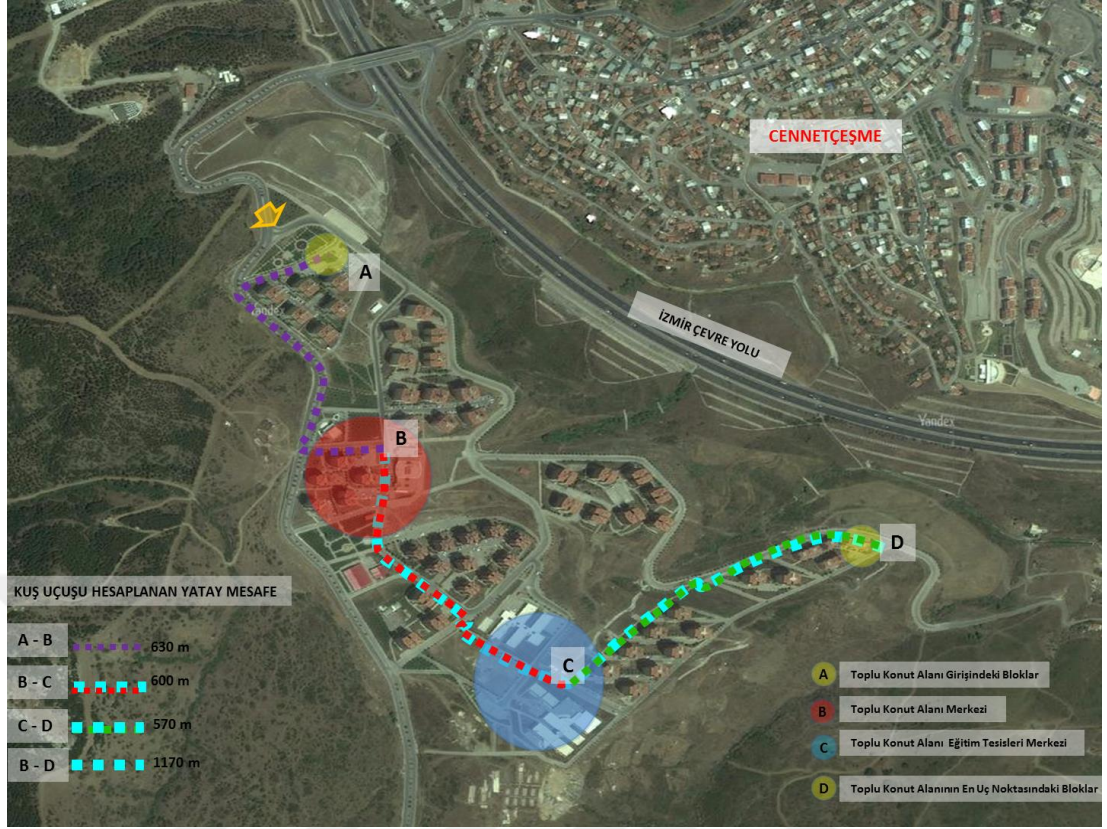 CENNETÇEŞME
A
İZMİR ÇEVRE YOLU
Yandex
Yandex
B
D
C
KUŞ UÇUŞU HESAPLANAN YATAY MESAFE
A - B 630 m
B - C 600 m
C - D 570 m
B - D 1170 m
A Toplu Konut Alanı Girişindeki Bloklar
B Toplu Konut Alanı Merkezi
C Toplu Konut Alanı Eğitim Tesisleri Merkezi
D Toplu Konut Alanının En Uç Noktasındaki Bloklar